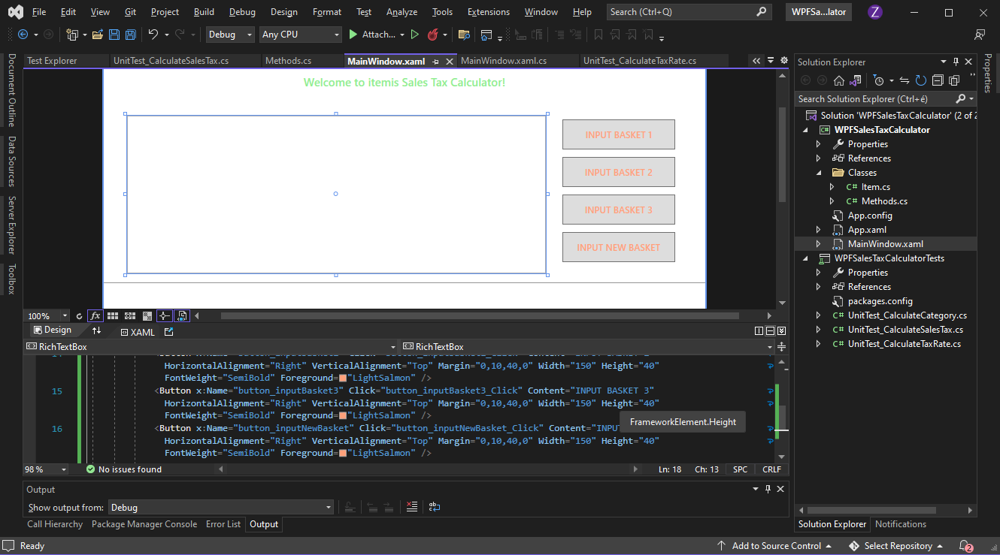 File Edit View Git Project Build Debug Design Format Test Analyze Tools Extensions Window Help Search (Ctrl+Q) WPFSa...lator Z
Debug Any CPU Attach...
Test Explorer UnitTest_CalculateSalesTax.cs Methods.cs MainWindow.xaml MainWindow.xaml.cs UnitTest_CalculateTaxRate.cs
Document Outline
Data Sources
Server Explorer
Toolbox
Welcome to itemis Sales Tax Calculator!
INPUT BASKET 1
INPUT BASKET 2
INPUT BASKET 3
INPUT NEW BASKET
100% fx
Design XAML
RichTextBox RichTextBox
HorizontalAlignment="Right" VerticalAlignment="Top" Margin="0,10,40,0" Width="150" Height="40"
FontWeight="SemiBold" Foreground="LightSalmon" />
15 <Button x:Name="button_inputBasket3" Click="button_inputBasket3_Click" Content="INPUT BASKET 3"
HorizontalAlignment="Right" VerticalAlignment="Top" Margin="0,10,40,0" Width="150" Height="40"
FontWeight="SemiBold" Foreground="LightSalmon" />
16 <Button x:Name="button_inputNewBasket" Click="button_inputNewBasket_Click" Content="INPUT
FrameworkElement.Height
HorizontalAlignment="Right" VerticalAlignment="Top" Margin="0,10,40,0" Width="150" Height="40"
FontWeight="SemiBold" Foreground="LightSalmon" />
98 % No issues found Ln: 18 Ch: 13 SPC CRLF
Output
Show output from: Debug
Call Hierarchy Package Manager Console Error List Output
Solution Explorer
Search Solution Explorer (Ctrl+é)
Solution 'WPFSalesTaxCalculator' (2 of 2
C# WPFSalesTaxCalculator
Properties
References
Classes
C# Item.cs
C# Methods.cs
App.config
App.xaml
MainWindow.xaml
WPFSalesTaxCalculatorTests
Properties
References
packages.config
C# UnitTest_CalculateCategory.cs
C# UnitTest_CalculateSalesTax.cs
C# UnitTest_CalculateTaxRate.cs
Solution Explorer Notifications
Properties
Ready Add to Source Control Select Repository 2